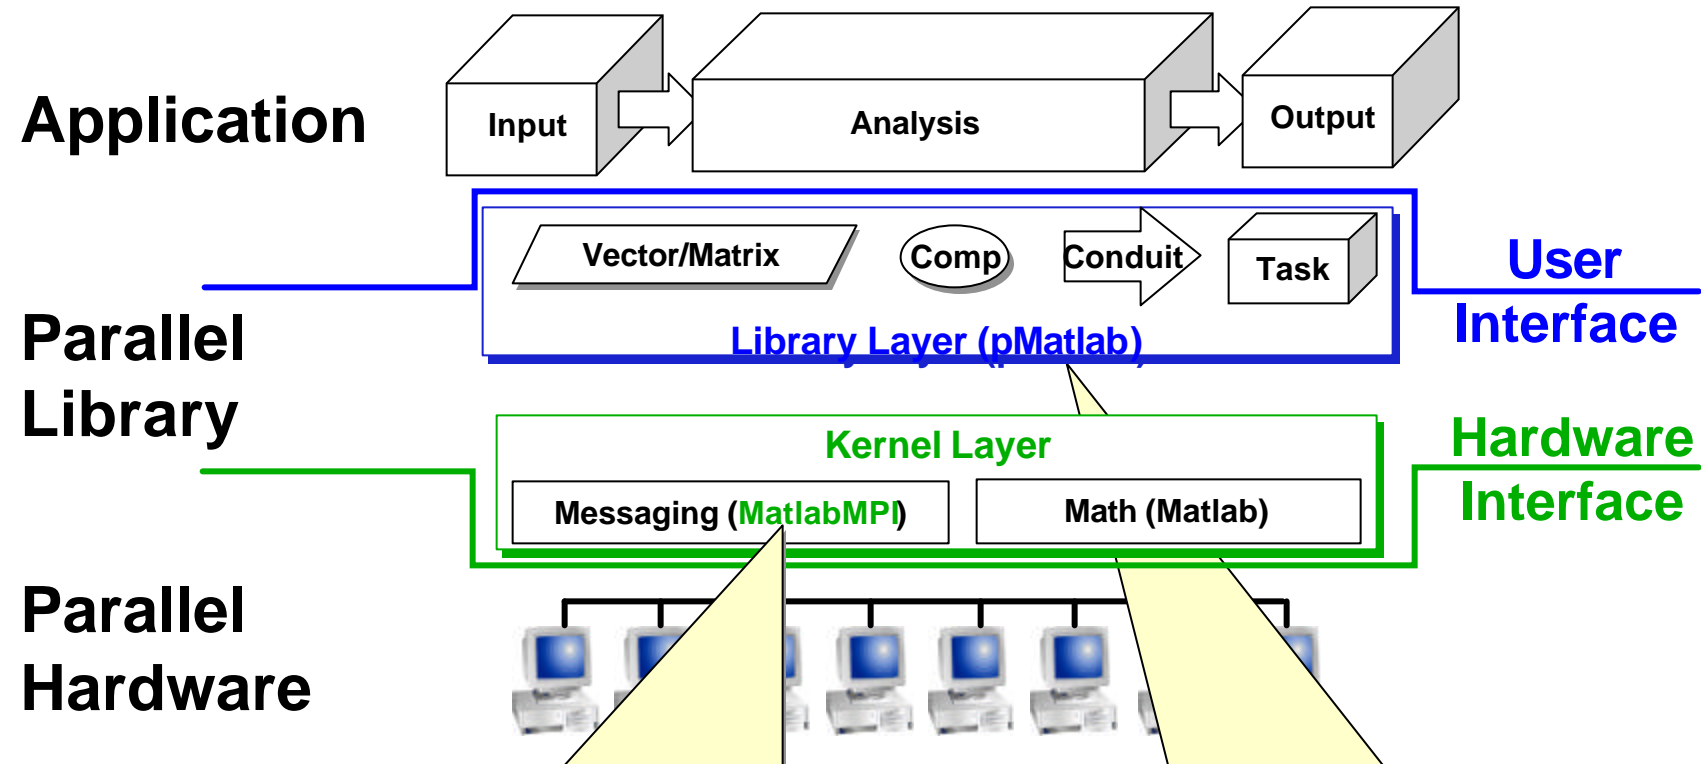 Application
Input
Analysis
Output
Vector/Matrix
Comp
Conduit
Task
Library Layer (pMatlab)
User
Interface
Parallel
Library
Kernel Layer
Messaging (MatlabMPI)
Math (Matlab)
Hardware
Interface
Parallel
Hardware